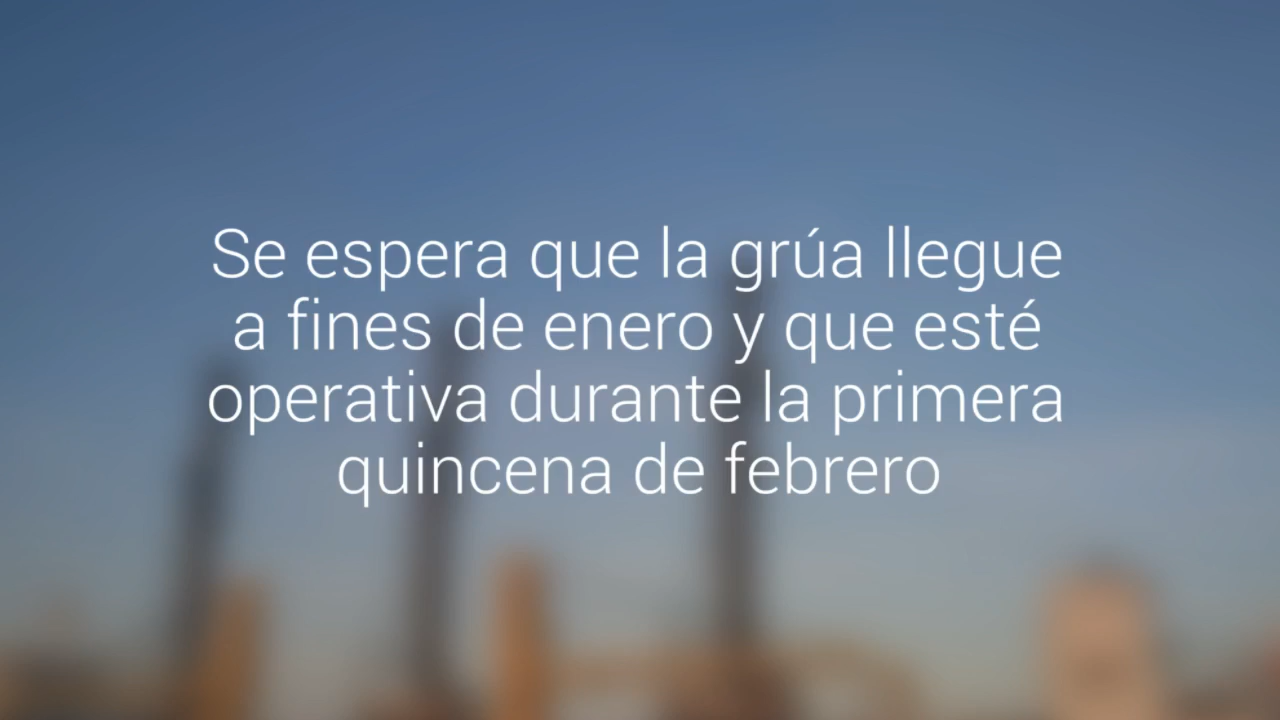 Se espera que la grúa llegue
a fines de enero y que esté
operativa durante la primera
quincena de febrero